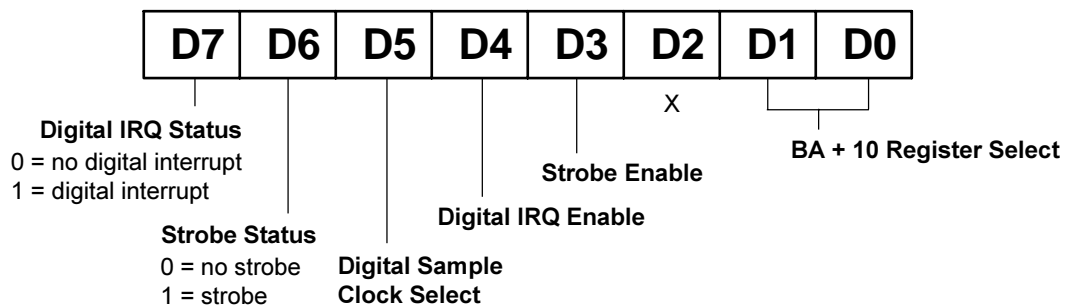 D7 D6 D5 D4 D3 D2 D1 D0
X
Digital IRQ Status
0 = no digital interrupt
1 = digital interrupt
BA + 10 Register Select
Strobe Enable
Digital IRQ Enable
Strobe Status
0 = no strobe
1 = strobe
Digital Sample
Clock Select